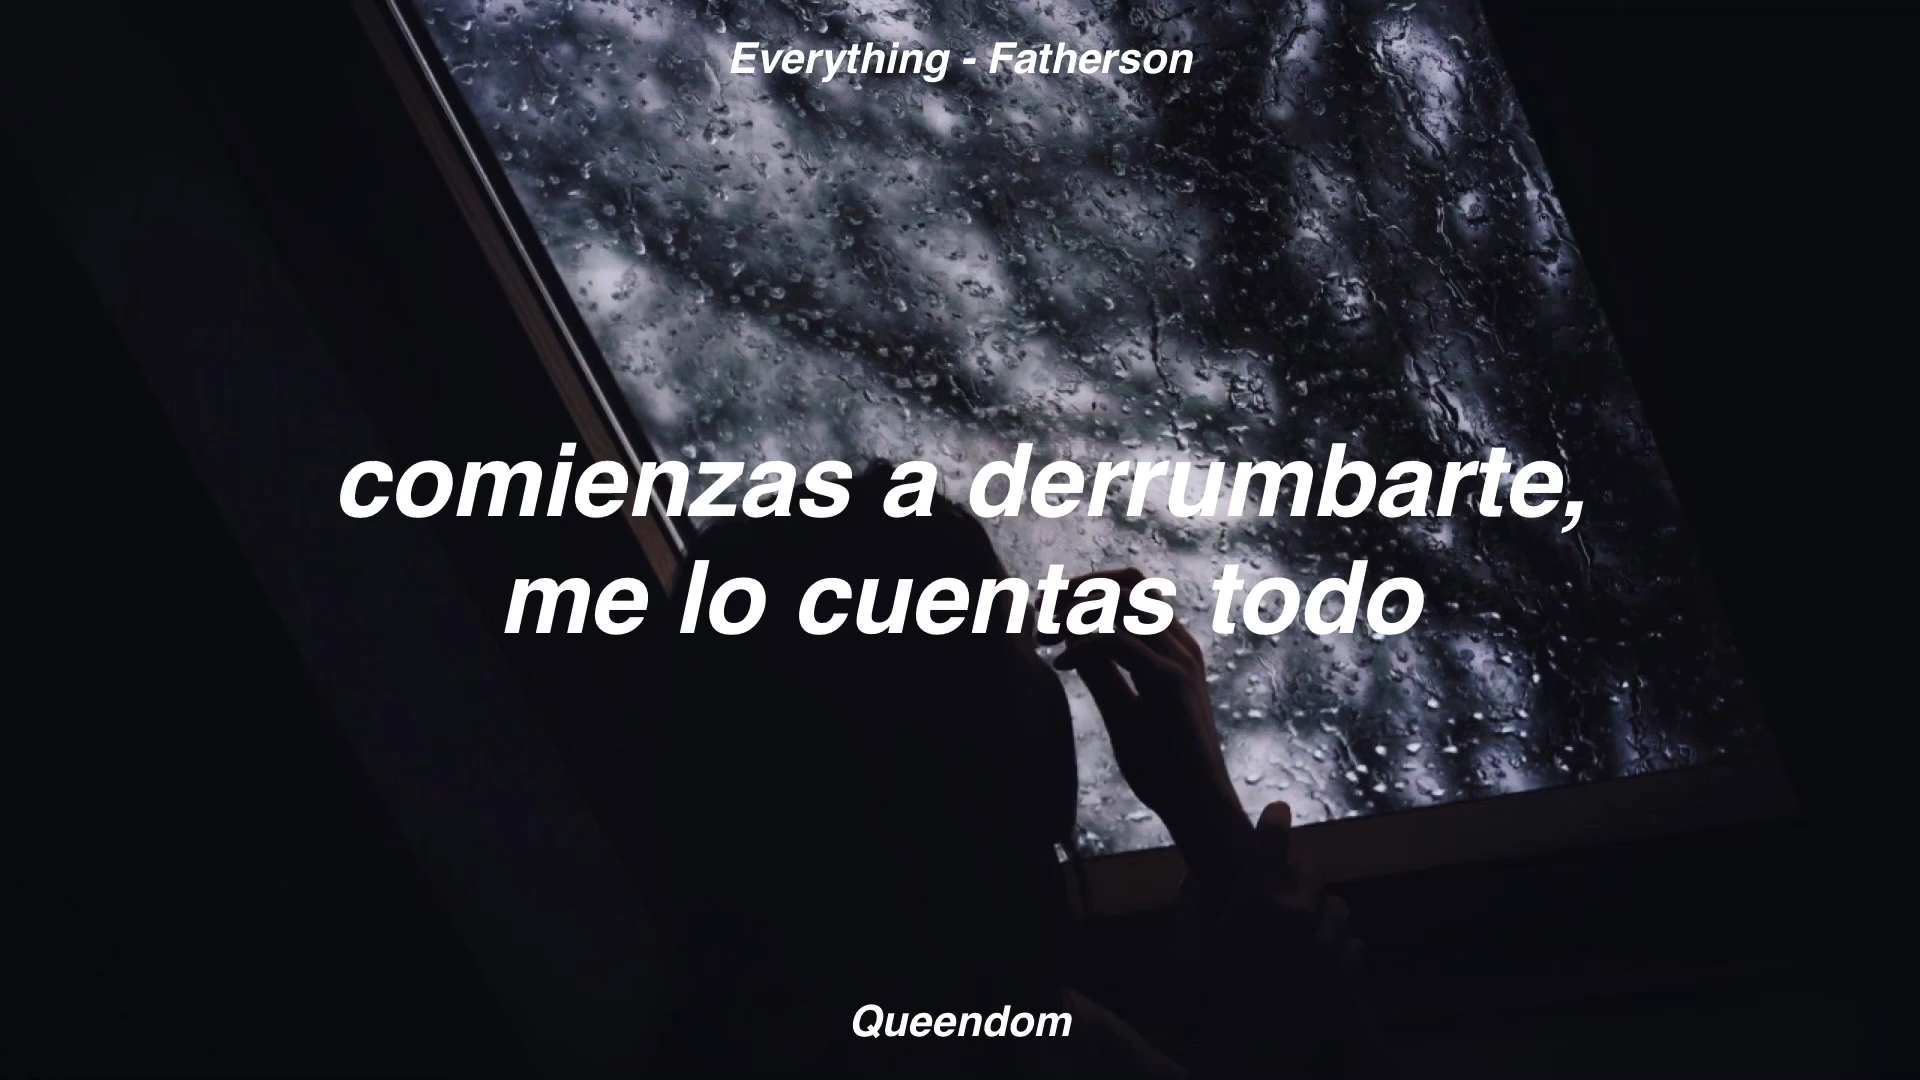 Everything - Fatherson
comienzas a derrumbarte,
me lo cuentas todo
Queendom